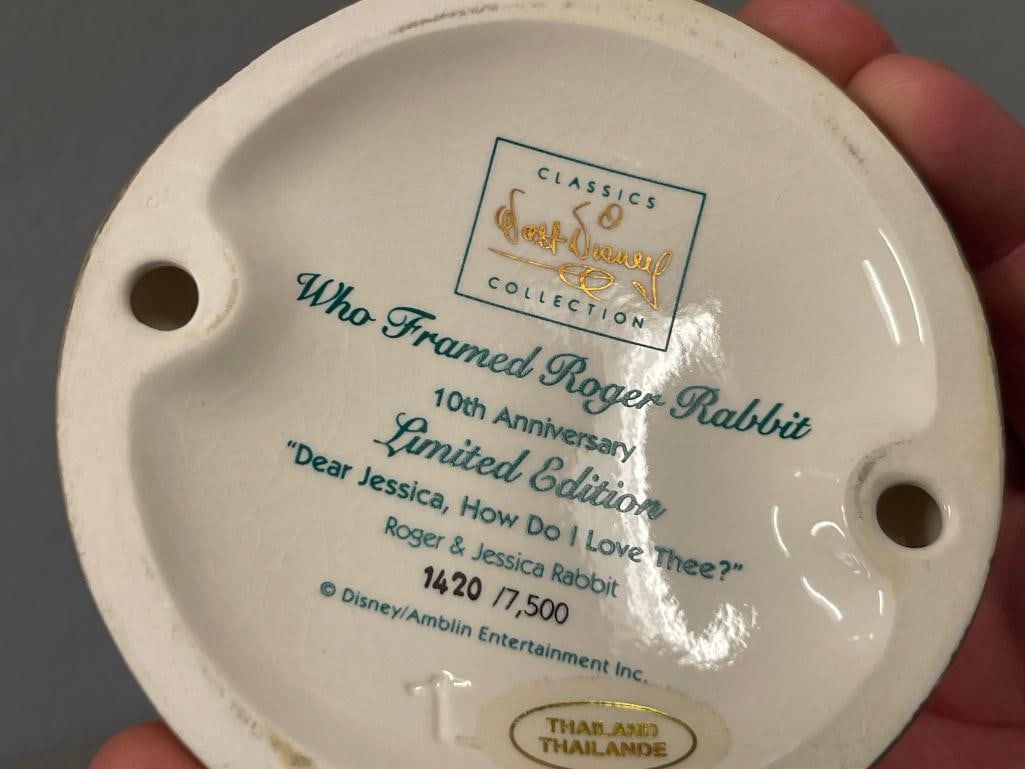 CLASSICS
Walt Disney
COLLECTION
Who Framed Roger Rabbit
10th Anniversary
Limited Edition
"Dear Jessica, How Do I Love Thee?"
Roger & Jessica Rabbit
1420 /7,500
© Disney/Amblin Entertainment Inc.
THAILAND
THAILANDE